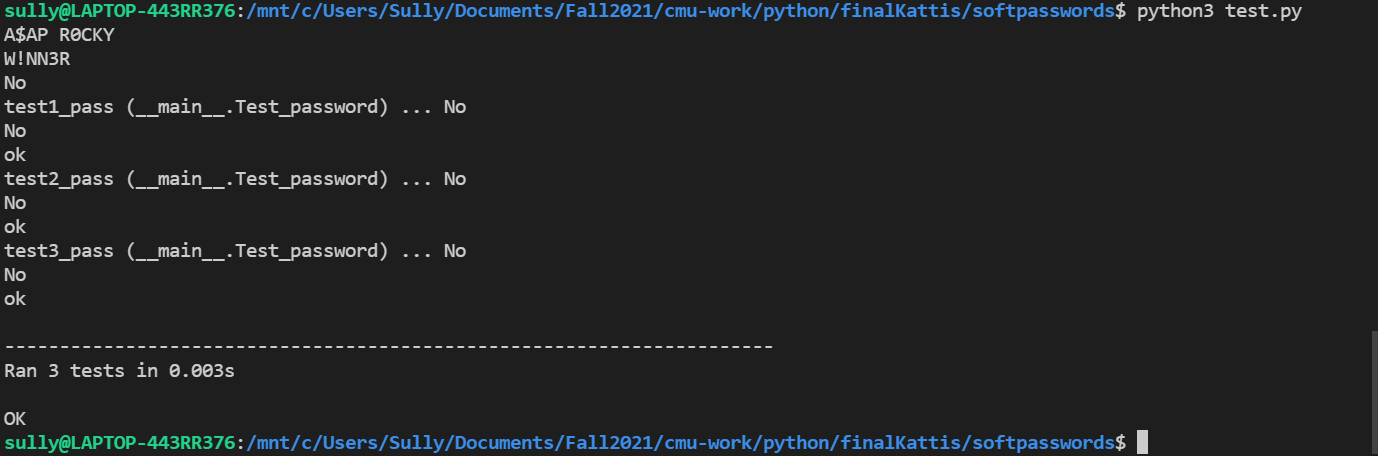 sully@LAPTOP-443RR376:/mnt/c/Users/Sully/Documents/Fall2021/cmu-work/python/finalKattis/softpasswords$ python3 test.py
A$AP R0CKY
W!NN3R
No
test1_pass (__main__.Test_password) ... No
No
ok
test2_pass (__main__.Test_password) ... No
No
ok
test3_pass (__main__.Test_password) ... No
No
ok
----------------------------------------------------------------------
Ran 3 tests in 0.003s
OK
sully@LAPTOP-443RR376:/mnt/c/Users/Sully/Documents/Fall2021/cmu-work/python/finalKattis/softpasswords$